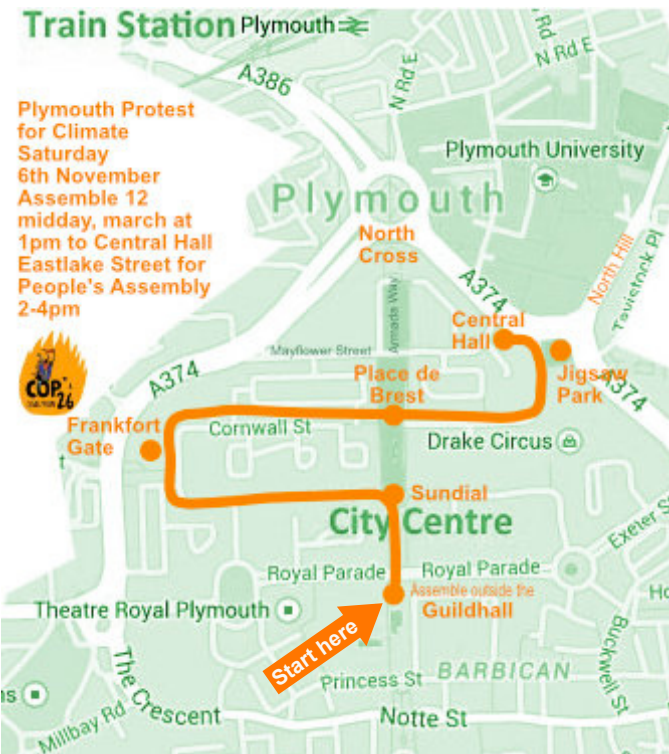 Train Station Plymouth
A386
N Rd E
N Rd E
Plymouth Protest
for Climate
Saturday
6th November
Assemble 12
midday, march at
1pm to Central Hall
Eastlake Street for
People's Assembly
2-4pm
Plymouth University
Plymouth
North
Cross
A374
North Hill
Tavistock Pl
Armada Way
Central
Hall
Mayflower Street
Jigsaw
Park
A374
Place de
Brest
A374
COP
26
Frankfort
Gate
Cornwall St
Drake Circus
t
Sundial
City Centre
Exeter S
Royal Parade
Royal Parade
Assemble outside the
Guildhall
Ho
Theatre Royal Plymouth
Start here
Buckwell St
BARBICAN
Princess St
The Crescent
Notte St
ns
Millbay Rd